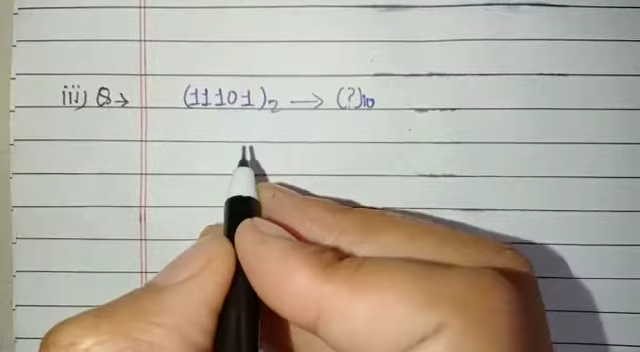 iii) Q → (11101)₂ → (?)₁₀